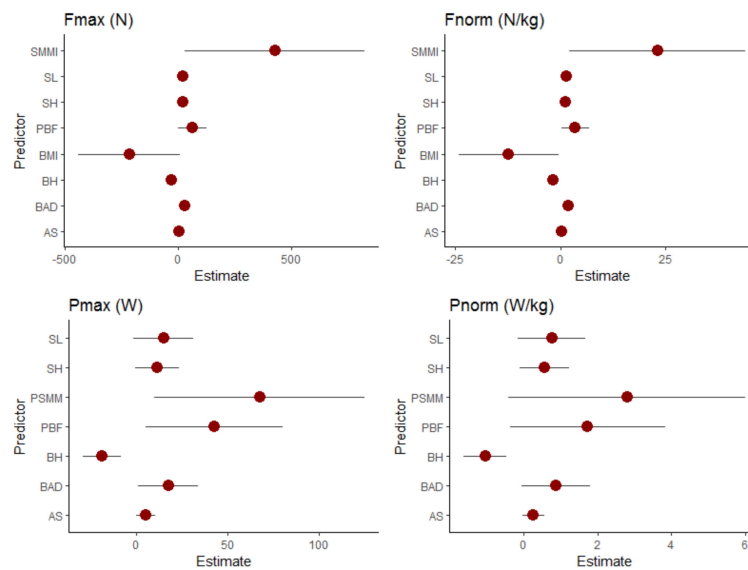 Fmax (N)
Predictor
SMMI
SL
SH
PBF
BMI
BH
BAD
AS
-500 0 500
Estimate
Fnorm (N/kg)
Predictor
SMMI
SL
SH
PBF
BMI
BH
BAD
AS
-25 0 25
Estimate
Pmax (W)
Predictor
SL
SH
PSMM
PBF
BH
BAD
AS
0 50 100
Estimate
Pnorm (W/kg)
Predictor
SL
SH
PSMM
PBF
BH
BAD
AS
0 2 4 6
Estimate